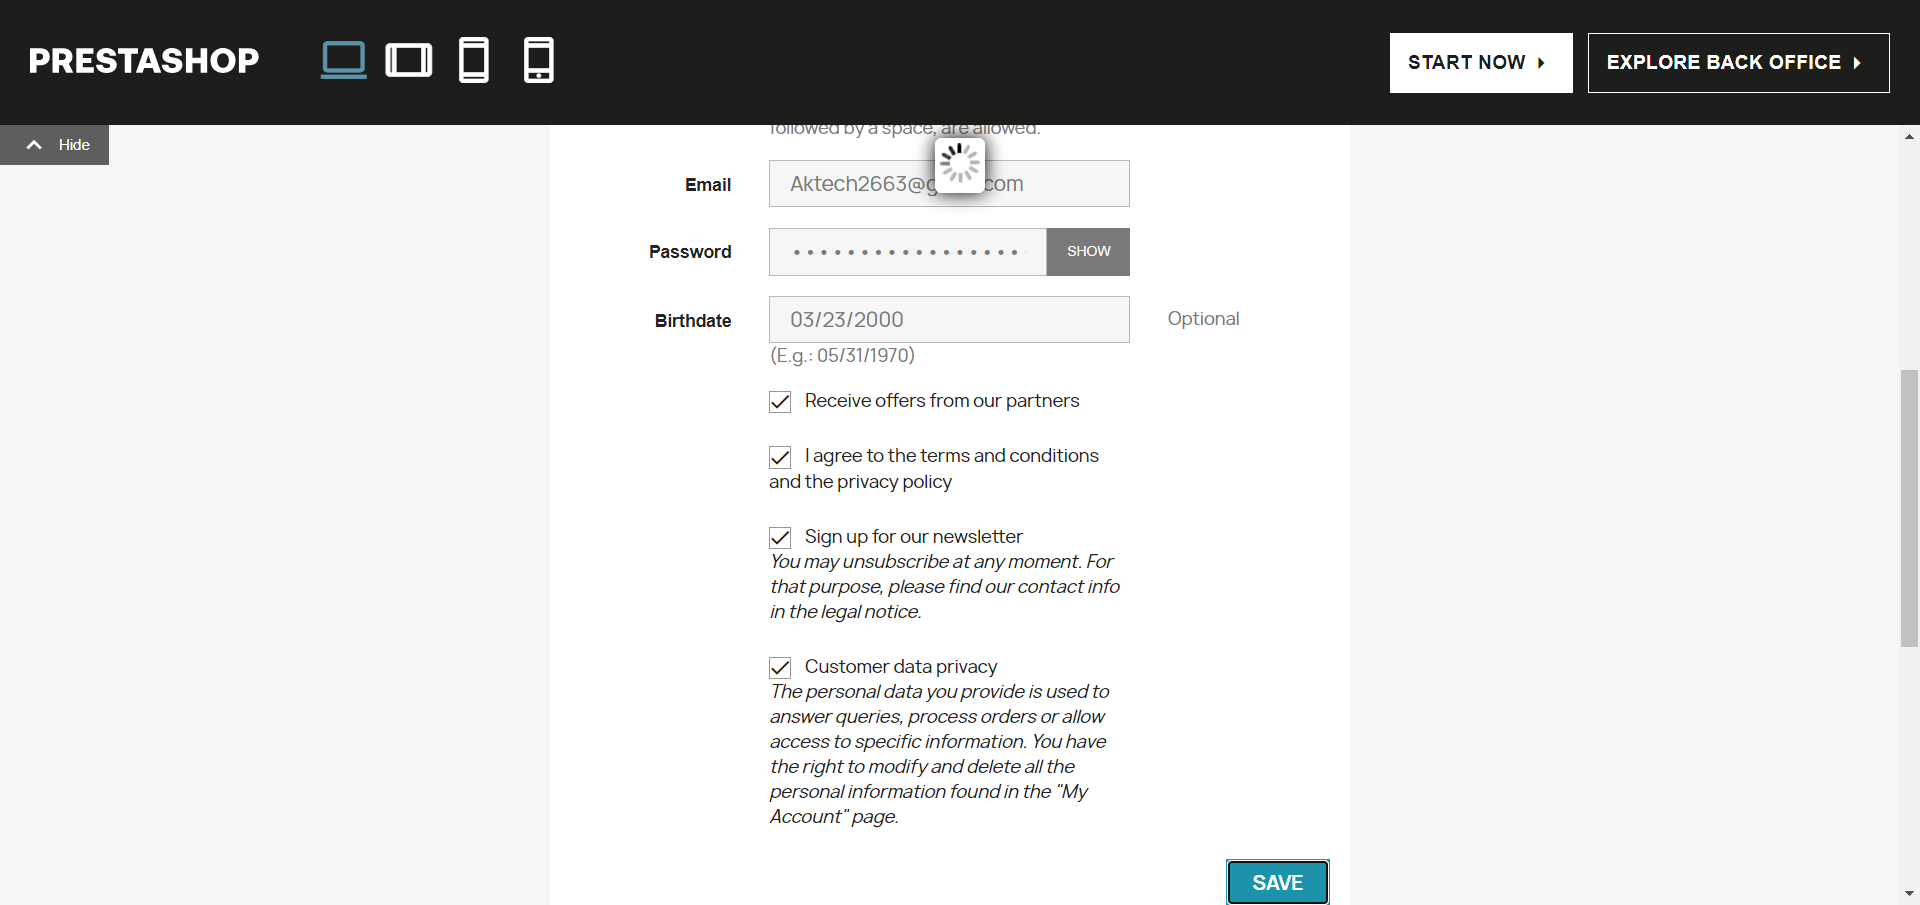 PRESTASHOP
START NOW
EXPLORE BACK OFFICE
Hide
followed by a space, are allowed.
Email
Aktech2663@g
.com
Password
SHOW
Birthdate
03/23/2000
Optional
(E.g.: 05/31/1970)
Receive offers from our partners
I agree to the terms and conditions
and the privacy policy
Sign up for our newsletter
You may unsubscribe at any moment. For
that purpose, please find our contact info
in the legal notice.
Customer data privacy
The personal data you provide is used to
answer queries, process orders or allow
access to specific information. You have
the right to modify and delete all the
personal information found in the "My
Account" page.
SAVE